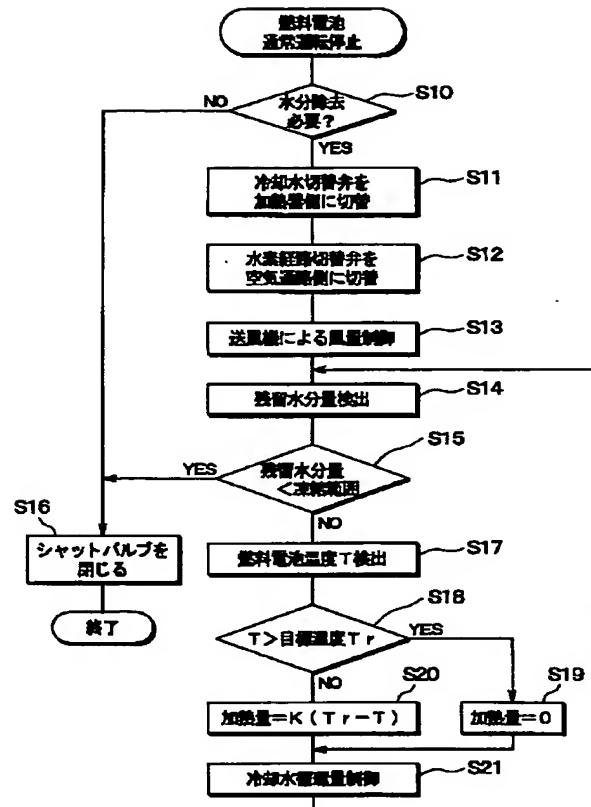 燃料電池
通常運転停止
S10
NO
水分除去
必要?
YES
冷却水切替弁を
加熱器側に切替
S11
水素経路切替弁を
空気通路側に切替
S12
送風機による風量制御
S13
残留水分量検出
S14
S15
YES
残留水分量
<凍結範囲
NO
S16
シャットバルブを
閉じる
終了
燃料電池温度T検出
S17
S18
T>目標温度Tr
YES
NO
S20
加熱量=K(Tr-T)
S19
加熱量=0
冷却水循環量制御
S21